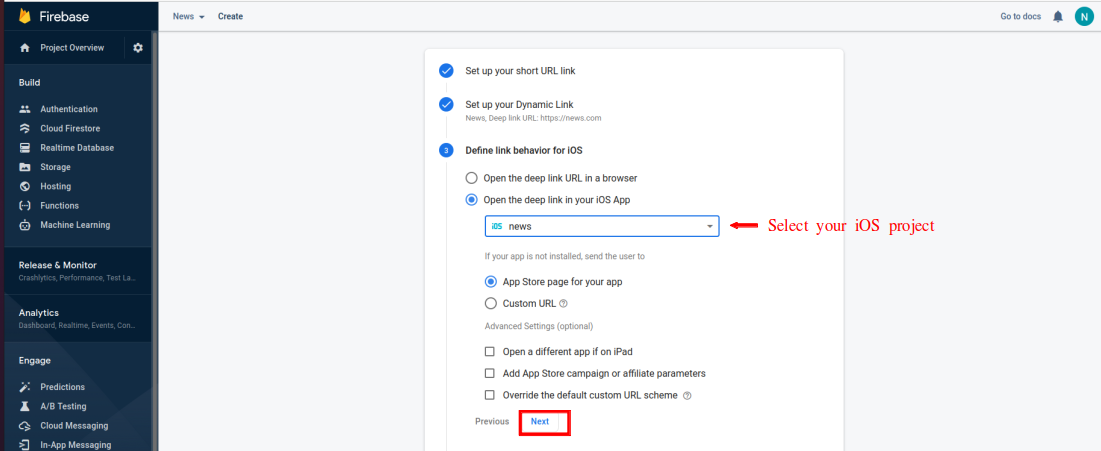 Firebase
News
Create
Go to docs
N
Project Overview
Build
Authentication
Cloud Firestore
Realtime Database
Storage
Hosting
Functions
Machine Learning
Release & Monitor
Crashlytics, Performance, Test La...
Analytics
Dashboard, Realtime, Events, Con...
Engage
Predictions
A/B Testing
Cloud Messaging
In-App Messaging
Set up your short URL link
Set up your Dynamic Link
News, Deep link URL: https://news.com
3 Define link behavior for iOS
Open the deep link URL in a browser
Open the deep link in your iOS App
iOS news
Select your iOS project
If your app is not installed, send the user to
App Store page for your app
Custom URL
Advanced Settings (optional)
Open a different app if on iPad
Add App Store campaign or affiliate parameters
Override the default custom URL scheme
Previous
Next